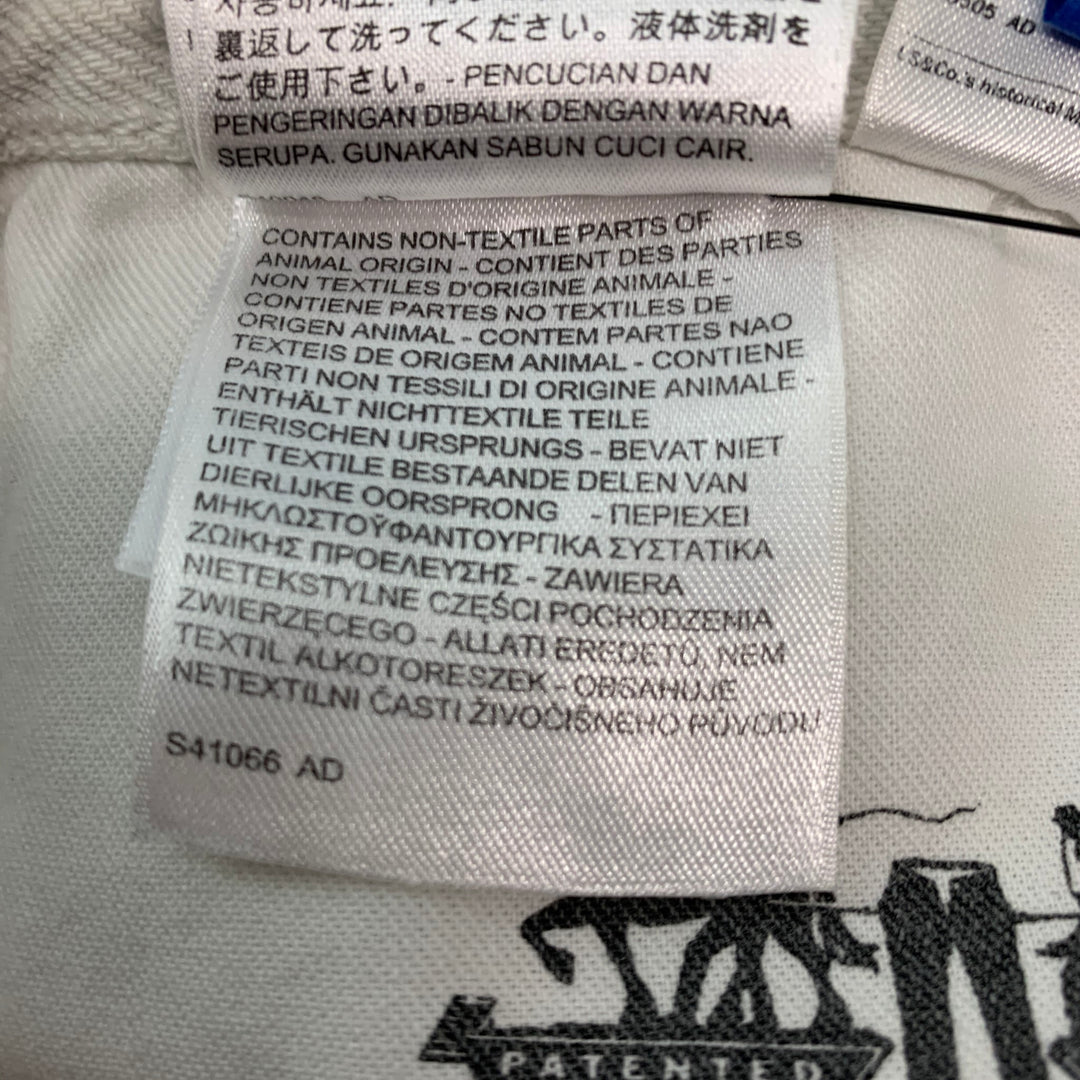 裏返して洗ってください。液体洗剤を
ご使用下さい。- PENCUCIAN DAN
PENGERINGAN DIBALIK DENGAN WARNA
SERUPA. GUNAKAN SABUN CUCI CAIR.
AD
LS&Co.'s historical
CONTAINS NON-TEXTILE PARTS OF
ANIMAL ORIGIN - CONTIENT DES PARTIES
NON TEXTILES D'ORIGINE ANIMALE -
CONTIENE PARTES NO TEXTILES DE
ORIGEN ANIMAL - CONTEM PARTES NAO
TEXTEIS DE ORIGEM ANIMAL - CONTIENE
PARTI NON TESSILI DI ORIGINE ANIMALE -
ENTHÄLT NICHTTEXTILE TEILE
TIERISCHEN URSPRUNGS - BEVAT NIET
UIT TEXTILE BESTAANDE DELEN VAN
DIERLIJKE OORSPRONG - ΠΕΡΙΕΧΕΙ
ΜΗΚΛΩΣΤΟΫΦΑΝΤΟΥΡΓΙΚΑ ΣΥΣΤΑΤΙΚΑ
ΖΩΙΚΗΣ ΠΡΟΕΛΕΥΣΗΣ - ZAWIERA
NIETEKSTYLNE CZĘŚCI POCHODZENIA
ZWIERZĘCEGO - ALLATI EREDETÜ, NEM
TEXTIL ALKOTORESZEK - OBSAHUJE
NETEXTILNI ČASTI ŽIVOČIŠNEHO PŮVODU
S41066 AD
PATENTED